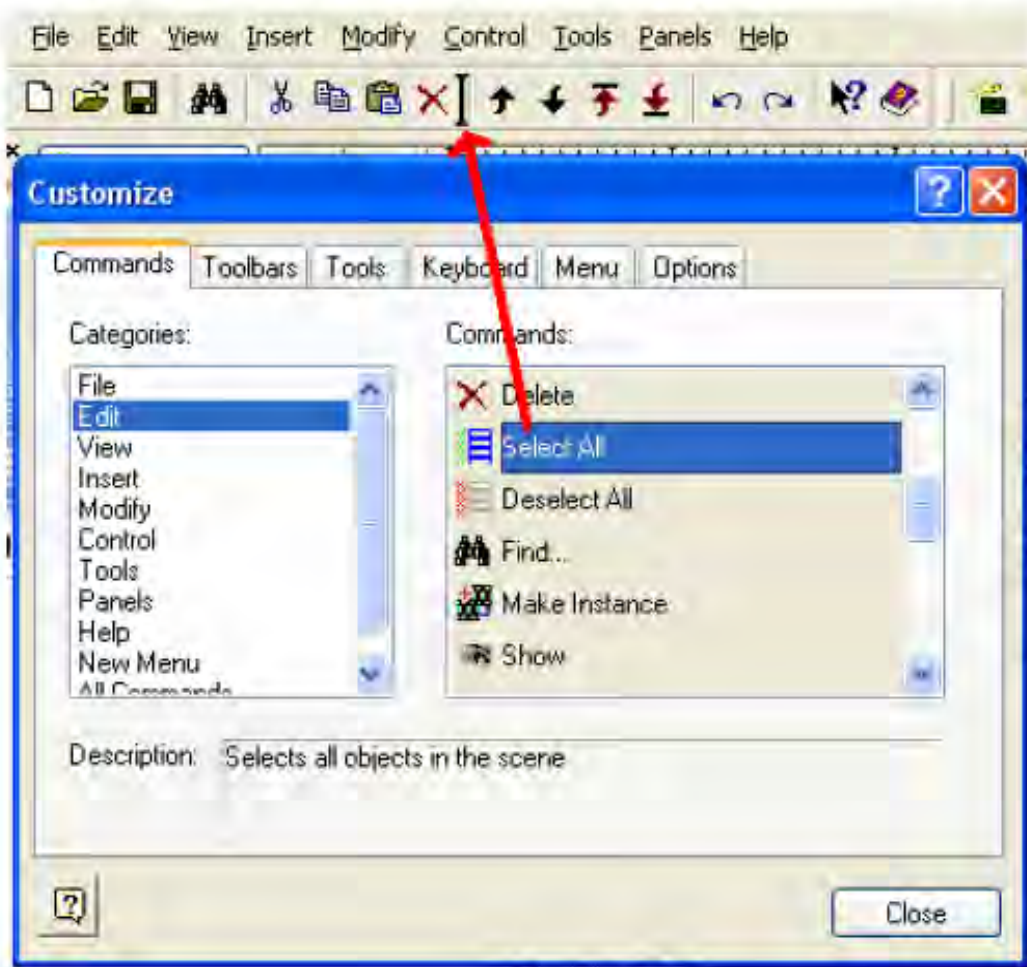 File Edit View Insert Modify Control Tools Panels Help
Customize
Commands Toolbars Tools Keyboard Menu Options
Categories:
File
Edit
View
Insert
Modify
Control
Tools
Panels
Help
New Menu
All Commands
Commands:
Delete
Select All
Deselect All
Find...
Make Instance
Show
Description: Selects all objects in the scene
Close